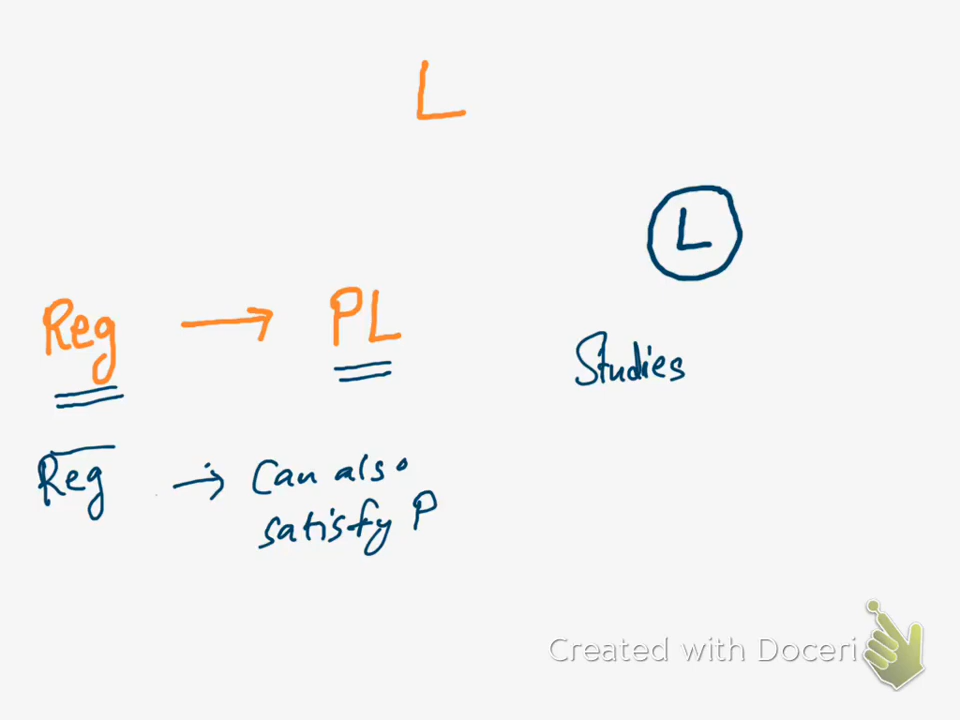 L
L
Reg → PL
Studies
Reg → Can also
satisfy P
Created with Doceri